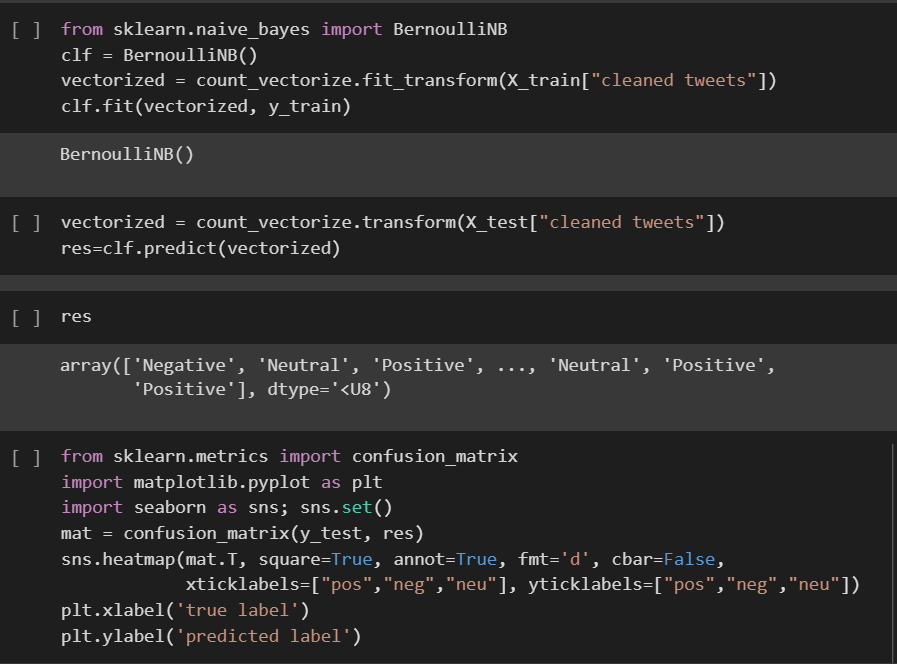 [ ] from sklearn.naive_bayes import BernoulliNB
clf = BernoulliNB()
vectorized = count_vectorize.fit_transform(X_train["cleaned tweets"])
clf.fit(vectorized, y_train)
BernoulliNB()
[ ] vectorized = count_vectorize.transform(X_test["cleaned tweets"])
res=clf.predict(vectorized)
[ ] res
array(['Negative', 'Neutral', 'Positive', ..., 'Neutral', 'Positive',
'Positive'], dtype='<U8')
[ ] from sklearn.metrics import confusion_matrix
import matplotlib.pyplot as plt
import seaborn as sns; sns.set()
mat = confusion_matrix(y_test, res)
sns.heatmap(mat.T, square=True, annot=True, fmt='d', cbar=False,
xticklabels=["pos","neg","neu"], yticklabels=["pos","neg","neu"])
plt.xlabel('true label')
plt.ylabel('predicted label')